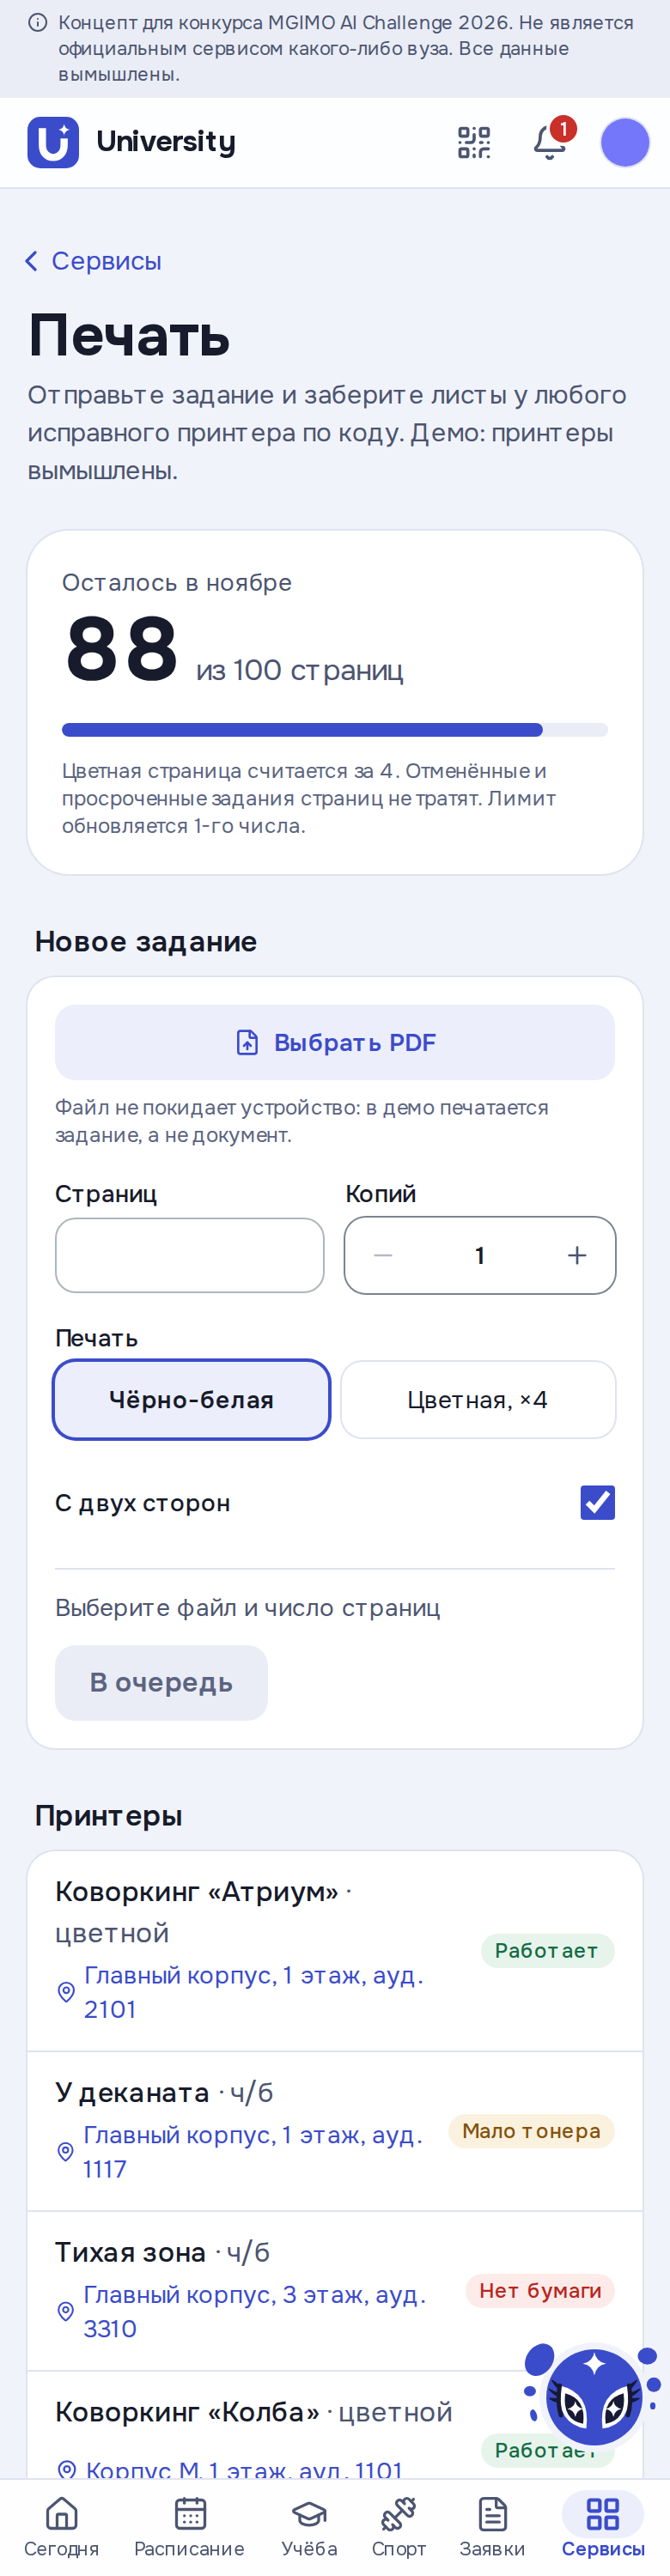 Концепт для конкурса MGIMO AI Challenge 2026. Не является
официальным сервисом какого-либо вуза. Все данные
вымышлены.
University
1
Сервисы
Печать
Отправьте задание и заберите листы у любого
исправного принтера по коду. Демо: принтеры
вымышлены.
Осталось в ноябре
88 из 100 страниц
Цветная страница считается за 4. Отменённые и
просроченные задания страниц не тратят. Лимит
обновляется 1-го числа.
Новое задание
Выбрать PDF
Файл не покидает устройство: в демо печатается
задание, а не документ.
Страниц
Копий
1
Печать
Чёрно-белая
Цветная, ×4
С двух сторон
Выберите файл и число страниц
В очередь
Принтеры
Коворкинг «Атриум» ·
цветной
Главный корпус, 1 этаж, ауд.
2101
Работает
У деканата · ч/б
Главный корпус, 1 этаж, ауд.
1117
Мало тонера
Тихая зона · ч/б
Главный корпус, 3 этаж, ауд.
3310
Нет бумаги
Коворкинг «Колба» · цветной
Корпус М, 1 этаж, ауд. 1101
Работает
Сегодня
Расписание
Учёба
Спорт
Заявки
Сервисы